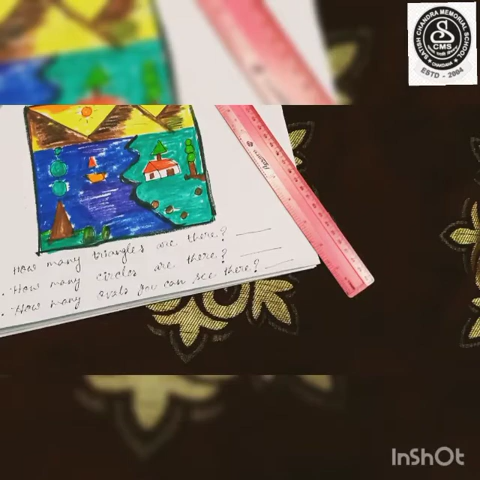 SATISH CHANDRA MEMORIAL SCHOOL
CMS
ESTD - 2004
How many triangles are there?
How many circles are there?
How many ovals you can see there?
InShOt